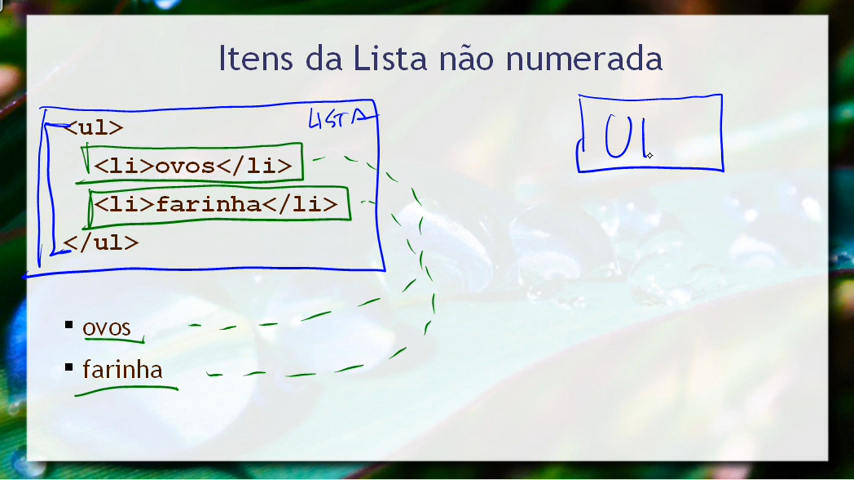 Itens da Lista não numerada
LISTA
<ul>
<li>ovos</li>
<li>farinha</li>
</ul>
UL
▪ ovos
▪ farinha